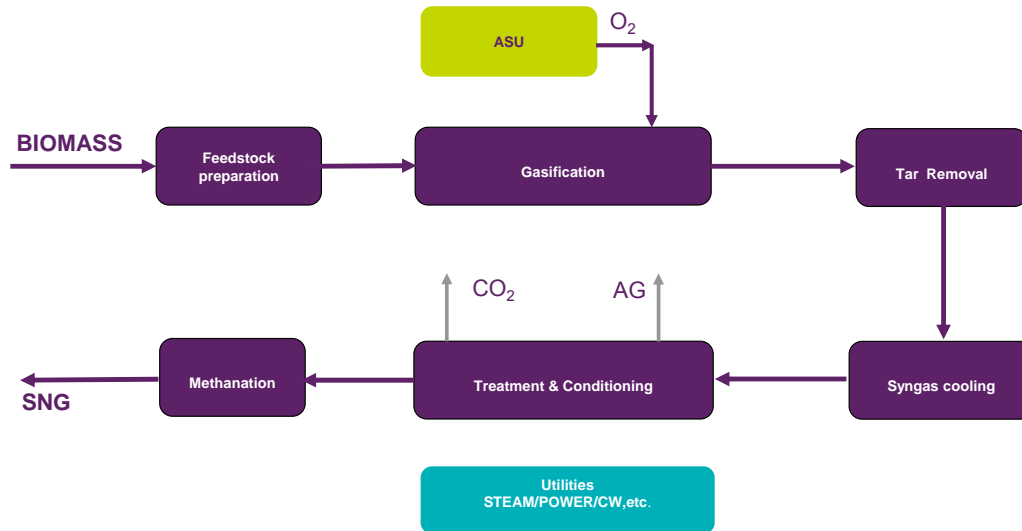 ASU
O₂
BIOMASS
Feedstock
preparation
Gasification
Tar Removal
CO₂
AG
SNG
Methanation
Treatment & Conditioning
Syngas cooling
Utilities
STEAM/POWER/CW,etc.